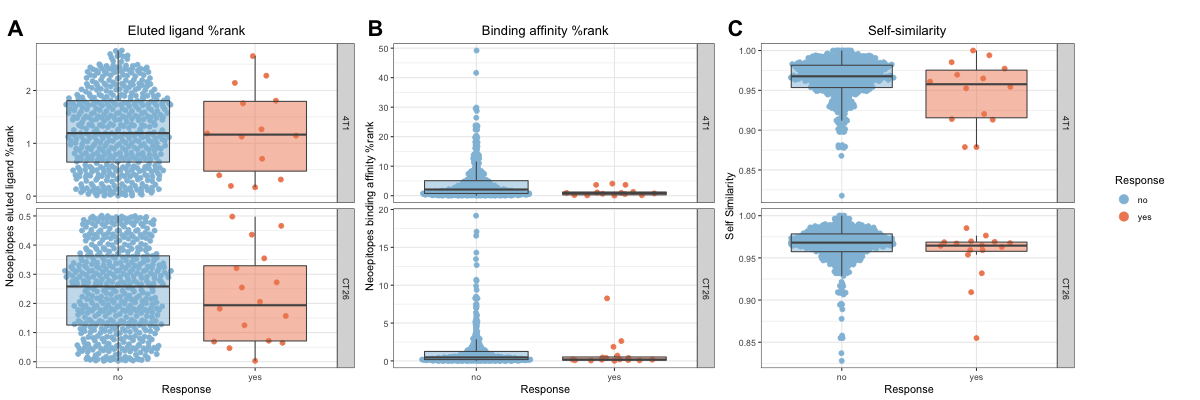 A
Eluted ligand %rank
Neoepitopes eluted ligand %rank
2
1
0
4T1
0.5
0.4
0.3
0.2
0.1
0.0
CT26
no
yes
Response
B
Binding affinity %rank
Neoepitopes binding affinity %rank
50
40
30
20
10
0
4T1
20
15
10
5
0
CT26
no
yes
Response
C
Self-similarity
Self Similarity
1.00
0.95
0.90
0.85
4T1
1.00
0.95
0.90
0.85
CT26
no
yes
Response
Response
no
yes